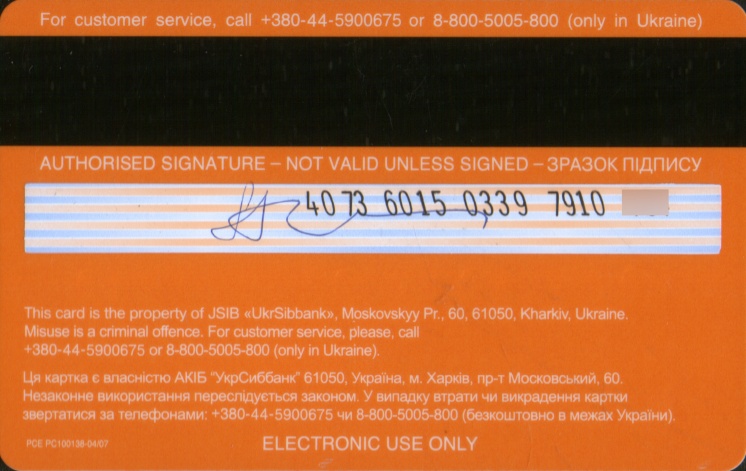 For customer service, call +380-44-5900675 or 8-800-5005-800 (only in Ukraine)
AUTHORISED SIGNATURE – NOT VALID UNLESS SIGNED – ЗРАЗОК ПІДПИСУ
4073 6015 0339 7910
This card is the property of JSIB «UkrSibbank», Moskovskyy Pr., 60, 61050, Kharkiv, Ukraine.
Misuse is a criminal offence. For customer service, please, call
+380-44-5900675 or 8-800-5005-800 (only in Ukraine).
Ця картка є власністю АКІБ "УкрСиббанк" 61050, Україна, м. Харків, пр-т Московський, 60.
Незаконне використання переслідується законом. У випадку втрати чи викрадення картки
звертатися за телефонами: +380-44-5900675 чи 8-800-5005-800 (безкоштовно в межах України).
PCE PC100138-04/07
ELECTRONIC USE ONLY